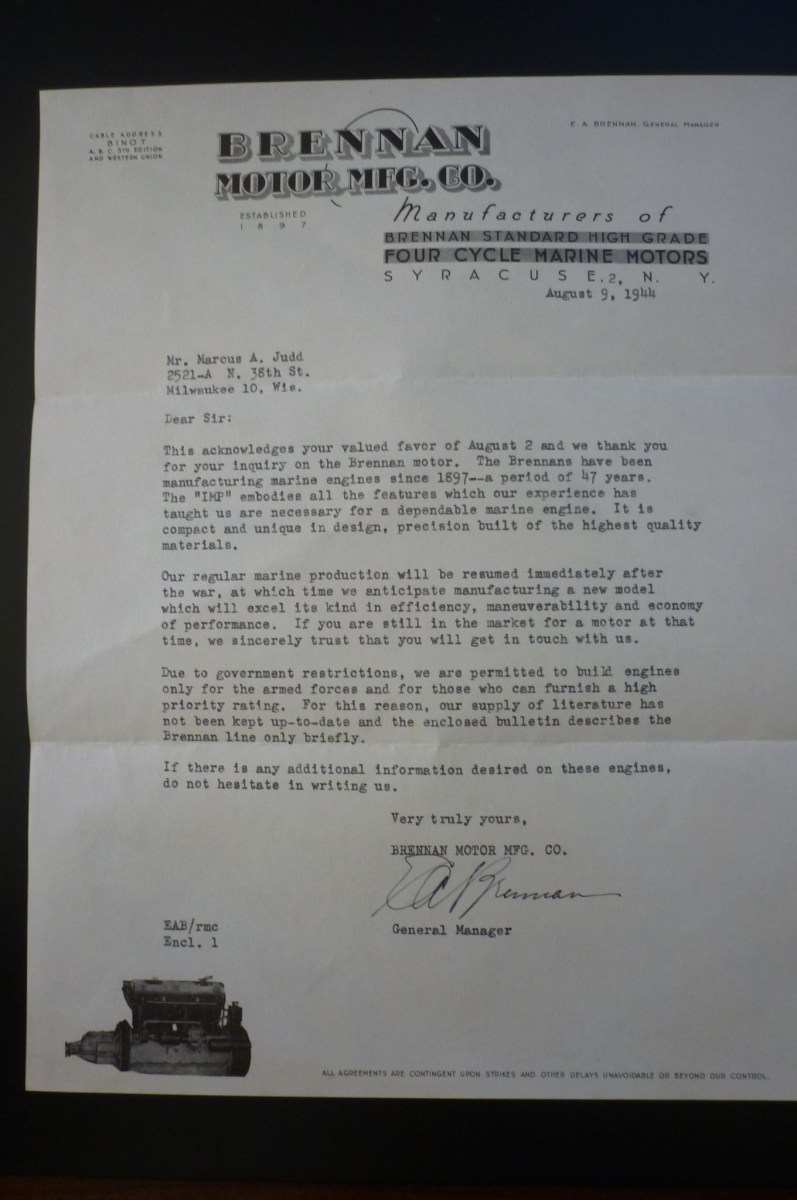 CABLE ADDRESS
BINOT
A. B. C. 5TH EDITION
AND WESTERN UNION
E. A. BRENNAN, GENERAL MANAGER
BRENNAN
MOTOR MFG. CO.
ESTABLISHED
1897
Manufacturers of
BRENNAN STANDARD HIGH GRADE
FOUR CYCLE MARINE MOTORS
SYRACUSE, 2, N. Y.
August 9, 1944
Mr. Marcus A. Judd
2521-A N. 38th St.
Milwaukee 10, Wis.
Dear Sir:
This acknowledges your valued favor of August 2 and we thank you
for your inquiry on the Brennan motor. The Brennans have been
manufacturing marine engines since 1897--a period of 47 years.
The "IMP" embodies all the features which our experience has
taught us are necessary for a dependable marine engine. It is
compact and unique in design, precision built of the highest quality
materials.
Our regular marine production will be resumed immediately after
the war, at which time we anticipate manufacturing a new model
which will excel its kind in efficiency, maneuverability and economy
of performance. If you are still in the market for a motor at that
time, we sincerely trust that you will get in touch with us.
Due to government restrictions, we are permitted to build engines
only for the armed forces and for those who can furnish a high
priority rating. For this reason, our supply of literature has
not been kept up-to-date and the enclosed bulletin describes the
Brennan line only briefly.
If there is any additional information desired on these engines,
do not hesitate in writing us.
Very truly yours,
BRENNAN MOTOR MFG. CO.
EA Brennan
General Manager
EAB/rmc
Encl. 1
ALL AGREEMENTS ARE CONTINGENT UPON STRIKES AND OTHER DELAYS UNAVOIDABLE OR BEYOND OUR CONTROL.